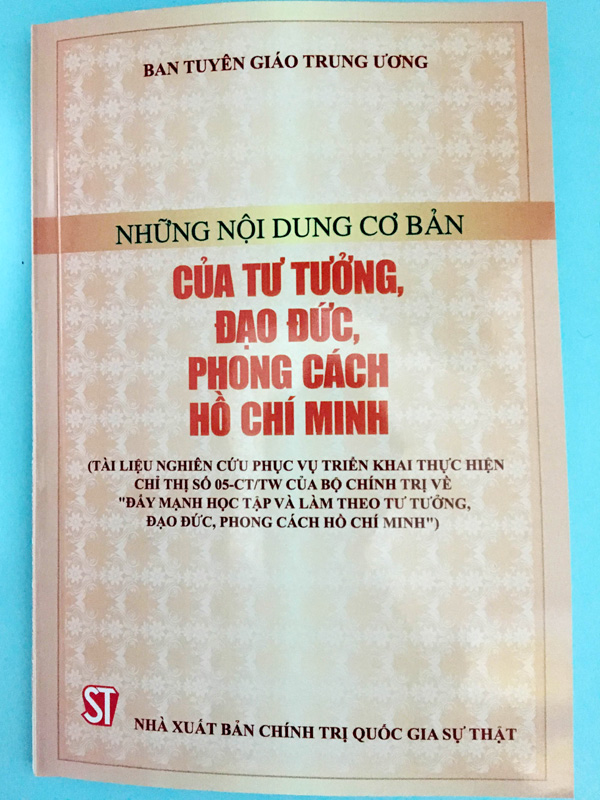 BAN TUYÊN GIÁO TRUNG ƯƠNG
NHỮNG NỘI DUNG CƠ BẢN
CỦA TƯ TƯỞNG,
ĐẠO ĐỨC,
PHONG CÁCH
HỒ CHÍ MINH
(TÀI LIỆU NGHIÊN CỨU PHỤC VỤ TRIỂN KHAI THỰC HIỆN
CHỈ THỊ SỐ 05-CT/TW CỦA BỘ CHÍNH TRỊ VỀ
"ĐẨY MẠNH HỌC TẬP VÀ LÀM THEO TƯ TƯỞNG,
ĐẠO ĐỨC, PHONG CÁCH HỒ CHÍ MINH")
ST
NHÀ XUẤT BẢN CHÍNH TRỊ QUỐC GIA SỰ THẬT